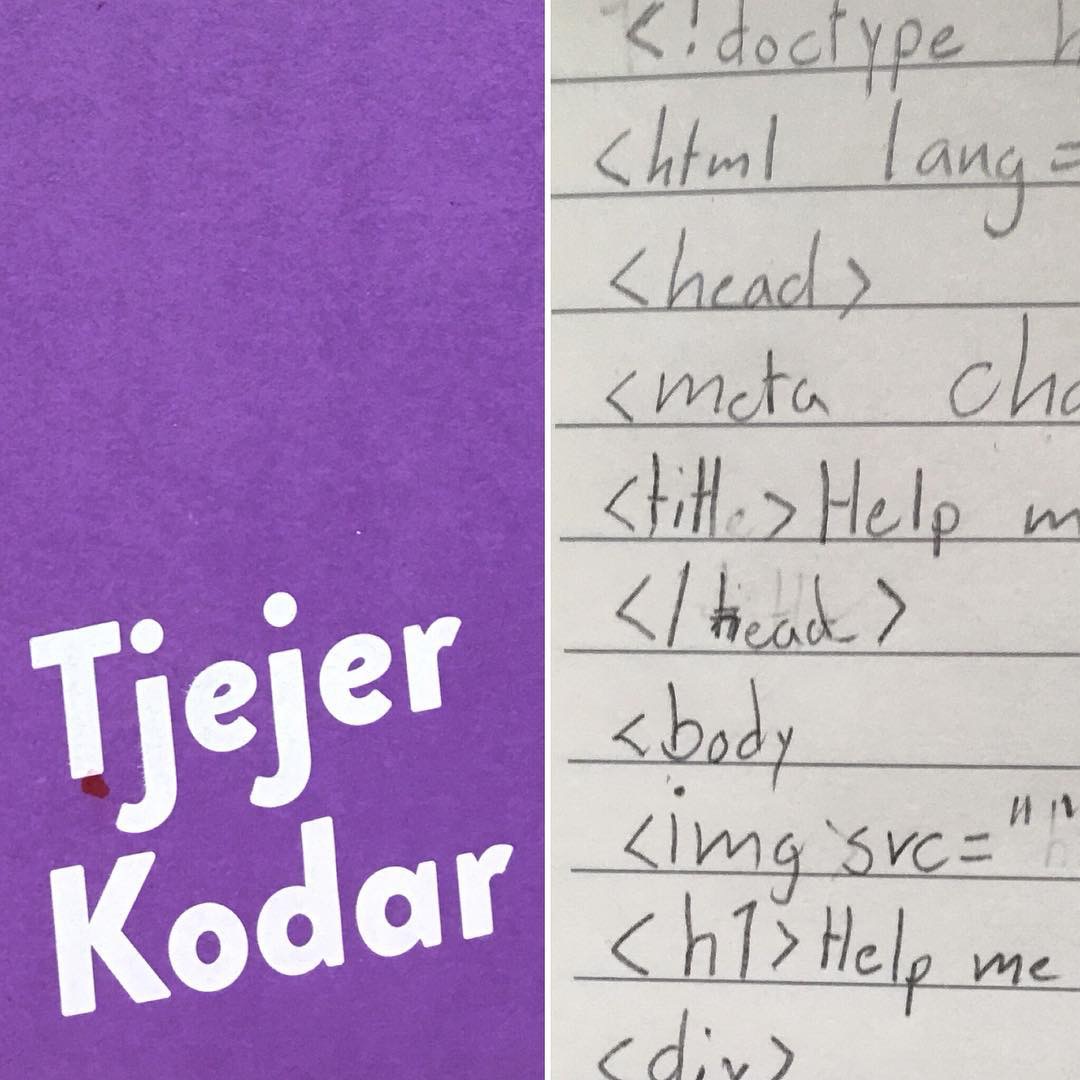 Tjejer
Kodar
<!doctype h
<html lang=
<head>
<meta cha
<title>Help m
</head>
<body
<img src=""
<h1>Help me
<div>